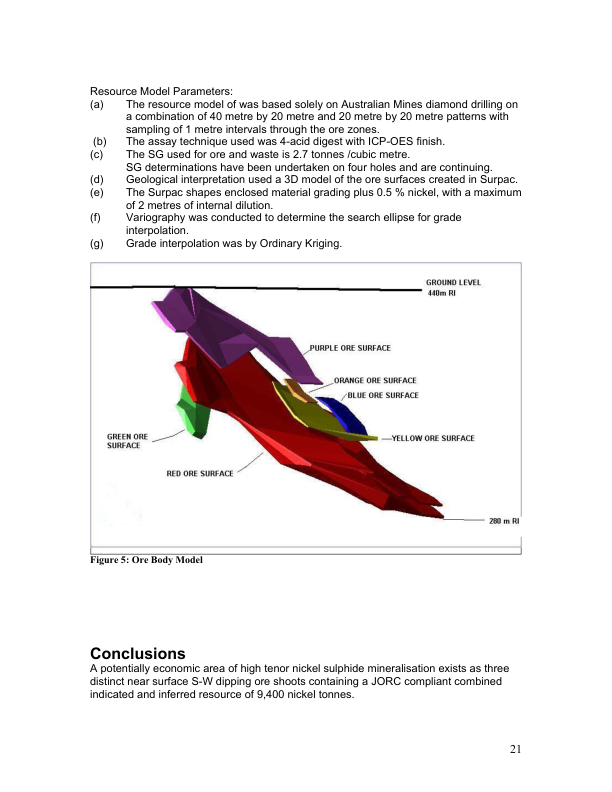 Resource Model Parameters:
(a) The resource model of was based solely on Australian Mines diamond drilling on
a combination of 40 metre by 20 metre and 20 metre by 20 metre patterns with
sampling of 1 metre intervals through the ore zones.
(b) The assay technique used was 4-acid digest with ICP-OES finish.
(c) The SG used for ore and waste is 2.7 tonnes /cubic metre.
SG determinations have been undertaken on four holes and are continuing.
(d) Geological interpretation used a 3D model of the ore surfaces created in Surpac.
(e) The Surpac shapes enclosed material grading plus 0.5 % nickel, with a maximum
of 2 metres of internal dilution.
(f) Variography was conducted to determine the search ellipse for grade
interpolation.
(g) Grade interpolation was by Ordinary Kriging.
GROUND LEVEL
440m Rl
PURPLE ORE SURFACE
ORANGE ORE SURFACE
BLUE ORE SURFACE
YELLOW ORE SURFACE
GREEN ORE
SURFACE
RED ORE SURFACE
280 m Rl
Figure 5: Ore Body Model
Conclusions
A potentially economic area of high tenor nickel sulphide mineralisation exists as three
distinct near surface S-W dipping ore shoots containing a JORC compliant combined
indicated and inferred resource of 9,400 nickel tonnes.
21